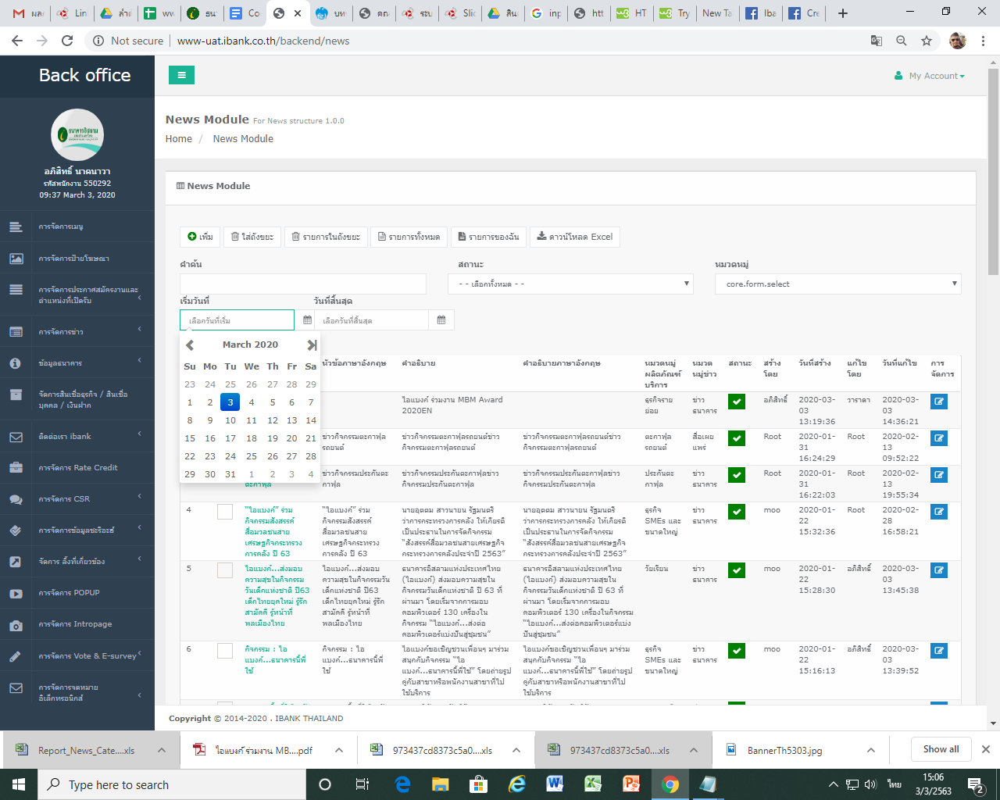 ผล
Lin
ลำด
ww
ธน
Co
S
บท
ตณ
ระบ
Slic
สิน
inp
htt
HT
Try
New Ta
Iba
Cre
Not secure
www-uat.ibank.co.th/backend/news
Back office
My Account
อภิสิทธิ์ นาคนาวา
รหัสพนักงาน 550292
09:37 March 3, 2020
การจัดการเมนู
การจัดการป้ายโฆษณา
การจัดการประกาศสมัครงานและตำแหน่งที่เปิดรับ
การจัดการข่าว
ข้อมูลธนาคาร
จัดการสินเชื่อธุรกิจ / สินเชื่อบุคคล / เงินฝาก
ติดต่อเรา ibank
การจัดการ Rate Credit
การจัดการ CSR
การจัดการข้อมูลชะรีอะฮ์
จัดการ ลิ้งที่เกี่ยวข้อง
การจัดการ POPUP
การจัดการ Intropage
การจัดการ Vote & E-survey
การจัดการจดหมายอิเล็กทรอนิกส์
News Module For News structure 1.0.0
Home / News Module
News Module
เพิ่ม
ใส่ถังขยะ
รายการในถังขยะ
รายการทั้งหมด
รายการของฉัน
ดาวน์โหลด Excel
คำค้น
สถานะ
หมวดหมู่
- - เลือกทั้งหมด - -
core.form.select
เริ่มวันที่
วันที่สิ้นสุด
เลือกวันที่เริ่ม
เลือกวันที่สิ้นสุด
March 2020
Su Mo Tu We Th Fr Sa
23 24 25 26 27 28 29
1 2 3 4 5 6 7
8 9 10 11 12 13 14
15 16 17 18 19 20 21
22 23 24 25 26 27 28
29 30 31 1 2 3 4
หัวข้อภาษาอังกฤษ คำอธิบาย คำอธิบายภาษาอังกฤษ หมวดหมู่ผลิตภัณฑ์บริการ หมวดหมู่ข่าว สถานะ สร้างโดย วันที่สร้าง แก้ไขโดย วันที่แก้ไข การจัดการ
ไอแบงก์ ร่วมงาน MBM Award 2020EN ธุรกิจรายย่อย ข่าวธนาคาร อภิสิทธิ์ 2020-03-03 13:19:36 วาราดา 2020-03-03 14:36:21
ข่าวกิจกรรมตะกาฟุลรถยนต์ ข่าวกิจกรรมตะกาฟุลรถยนต์ข่าวกิจกรรมตะกาฟุลรถยนต์ ข่าวกิจกรรมตะกาฟุลรถยนต์ข่าวกิจกรรมตะกาฟุลรถยนต์ ตะกาฟุลรถยนต์ สื่อเผยแพร่ Root 2020-01-31 16:24:29 Root 2020-02-13 09:52:22
ตะกาฟุล ข่าวกิจกรรมประกันตะกาฟุล ข่าวกิจกรรมประกันตะกาฟุลข่าวกิจกรรมประกันตะกาฟุล ข่าวกิจกรรมประกันตะกาฟุลข่าวกิจกรรมประกันตะกาฟุล ประกันตะกาฟุล ข่าวธนาคาร Root 2020-01-31 16:22:03 Root 2020-02-13 19:55:34
4 “ไอแบงก์” ร่วมกิจกรรมสังสรรค์สื่อมวลชนสายเศรษฐกิจกระทรวงการคลัง ปี 63 “ไอแบงก์” ร่วมกิจกรรมสังสรรค์สื่อมวลชนสายเศรษฐกิจกระทรวงการคลัง ปี 63 นายอุตตม สาวนายน รัฐมนตรีว่าการกระทรวงการคลัง ให้เกียรติเป็นประธานในการจัดกิจกรรม “สังสรรค์สื่อมวลชนสายเศรษฐกิจกระทรวงการคลังประจำปี 2563” นายอุตตม สาวนายน รัฐมนตรีว่าการกระทรวงการคลัง ให้เกียรติเป็นประธานในการจัดกิจกรรม “สังสรรค์สื่อมวลชนสายเศรษฐกิจกระทรวงการคลังประจำปี 2563” ธุรกิจ SMEs และขนาดใหญ่ ข่าวธนาคาร moo 2020-01-22 15:32:36 Root 2020-02-28 16:58:21
5 ไอแบงก์...ส่งมอบความสุขในกิจกรรมวันเด็กแห่งชาติ ปี63 เด็กไทยยุคใหม่ รู้รักสามัคคี รู้หน้าที่พลเมืองไทย ไอแบงก์...ส่งมอบความสุขในกิจกรรมวันเด็กแห่งชาติ ปี63 เด็กไทยยุคใหม่ รู้รักสามัคคี รู้หน้าที่พลเมืองไทย ธนาคารอิสลามแห่งประเทศไทย (ไอแบงก์) ส่งมอบความสุขในกิจกรรมวันเด็กแห่งชาติ ปี 63 ที่ผ่านมา โดยเริ่มจากการมอบคอมพิวเตอร์ 130 เครื่องในกิจกรรม “ไอแบงก์...ส่งต่อคอมพิวเตอร์แบ่งปันสู่ชุมชน” ธนาคารอิสลามแห่งประเทศไทย (ไอแบงก์) ส่งมอบความสุขในกิจกรรมวันเด็กแห่งชาติ ปี 63 ที่ผ่านมา โดยเริ่มจากการมอบคอมพิวเตอร์ 130 เครื่องในกิจกรรม “ไอแบงก์...ส่งต่อคอมพิวเตอร์แบ่งปันสู่ชุมชน” วัยเรียน ข่าวธนาคาร moo 2020-01-22 15:28:30 อภิสิทธิ์ 2020-03-03 13:45:38
6 กิจกรรม : ไอแบงค์...ธนาคารนี้พี่ใช้ กิจกรรม : ไอแบงค์...ธนาคารนี้พี่ใช้ ไอแบงก์ขอเชิญชวนเพื่อนๆ มาร่วมสนุกกับกิจกรรม “ไอแบงค์...ธนาคารนี้พี่ใช้” โดยถ่ายรูปคู่กับสาขาหรือพนักงานสาขาที่ไปใช้บริการ ไอแบงก์ขอเชิญชวนเพื่อนๆ มาร่วมสนุกกับกิจกรรม “ไอแบงค์...ธนาคารนี้พี่ใช้” โดยถ่ายรูปคู่กับสาขาหรือพนักงานสาขาที่ไปใช้บริการ ธุรกิจ SMEs และขนาดใหญ่ ข่าวธนาคาร moo 2020-01-22 15:16:13 อภิสิทธิ์ 2020-03-03 13:39:52
Copyright © 2014-2020 . IBANK THAILAND
Report_News_Cate....xls
ไอแบงก์ ร่วมงาน MB....pdf
973437cd8373c5a0....xls
973437cd8373c5a0....xls
BannerTh5303.jpg
Show all
Type here to search
ไทย
15:06
3/3/2563
2